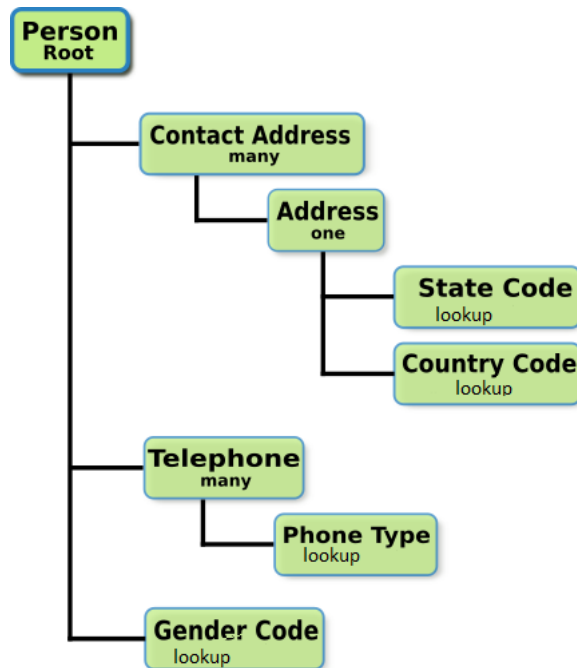 Person
Root
Contact Address
many
Address
one
State Code
lookup
Country Code
lookup
Telephone
many
Phone Type
lookup
Gender Code
lookup